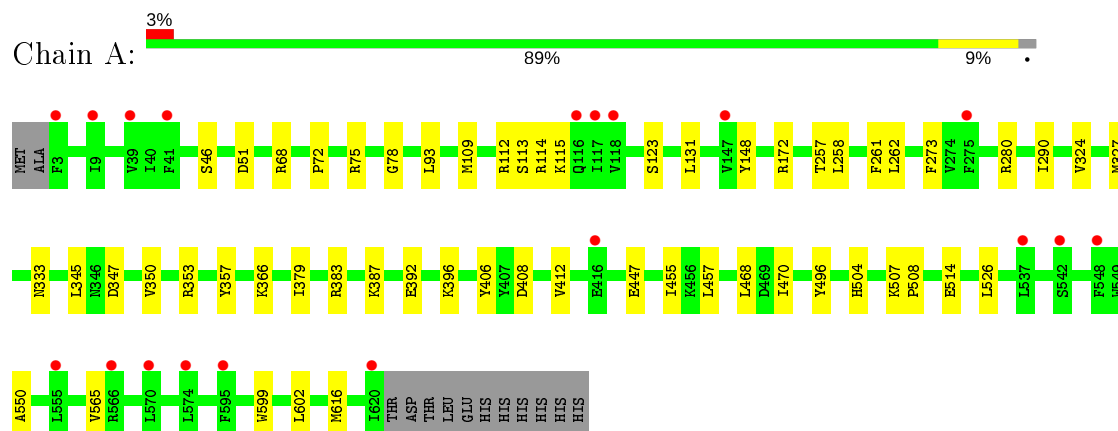 3%
Chain A:
89% 9% •
MET ALA F3 I9 V39 I40 F41 S46 D51 R68 P72 R75 G78 L93 M109 R112 S113 R114 K115 Q116 I117 V118 S123 L131 V147 Y148 R172 T257 L258 F261 L262 F273 V274 F275 R280 I290 V324 M327
N333 L345 N346 D347 V350 R353 Y357 K366 I379 R383 K387 E392 K396 Y406 Y407 D408 V412 E416 E447 I455 K456 L457 L468 D469 I470 Y496 H504 K507 P508 E514 L526 L537 S542 F548 W549
A550 L555 V565 R566 L570 L574 F595 W599 L602 M616 I620 THR ASP THR LEU GLU HIS HIS HIS HIS HIS HIS